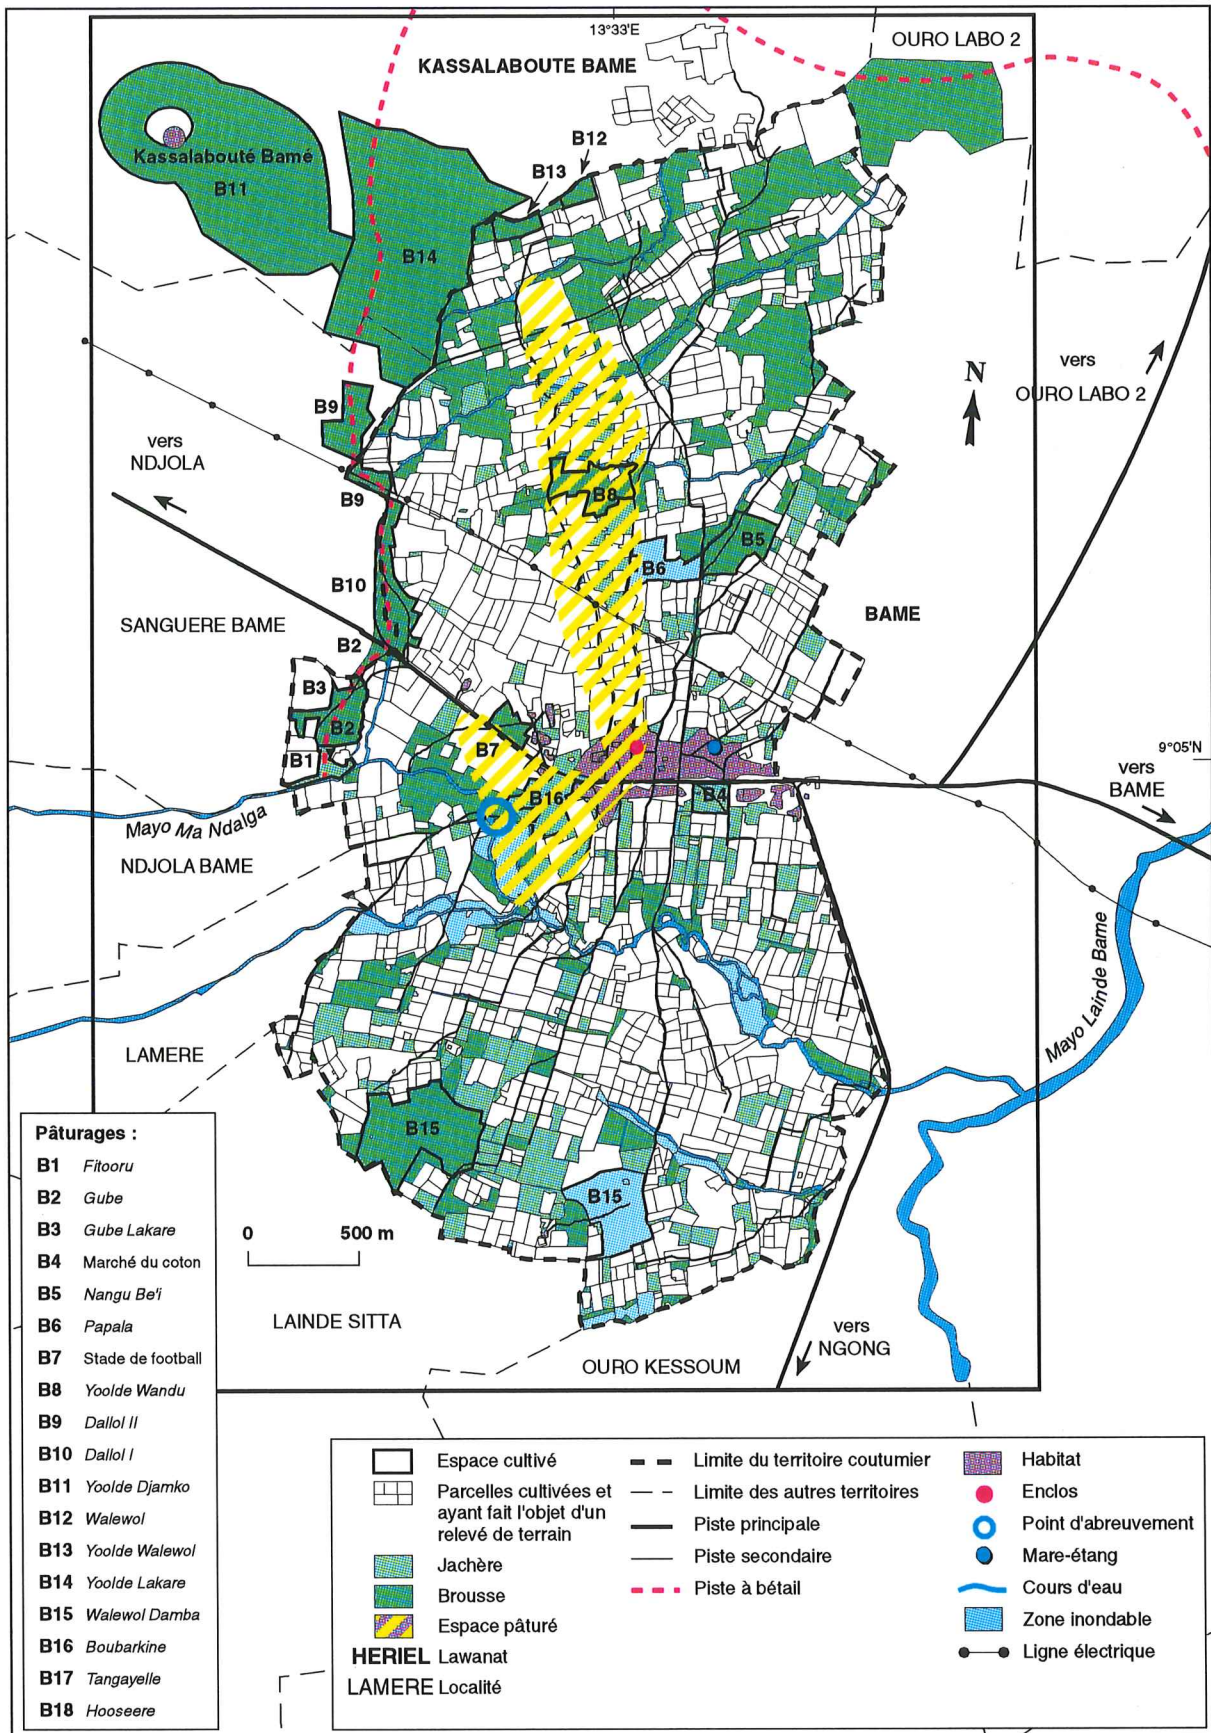 13°33'E
OURO LABO 2
KASSALABOUTE BAME
B12
Kassalabouté Bamé
B13
B11
B14
N
vers
OURO LABO 2
B9
vers
NDJOLA
B8
B9
B5
B6
B10
BAME
SANGUERE BAME
B2
B3
B2
B7
B1
9°05'N
vers
BAME
B16
B4
Mayo Ma Ndalga
NDJOLA BAME
Mayo Lainde Bame
LAMERE
B15
B15
0 500 m
LAINDE SITTA
vers
NGONG
OURO KESSOUM
Pâturages :
B1 Fitooru
B2 Gube
B3 Gube Lakare
B4 Marché du coton
B5 Nangu Be'i
B6 Papala
B7 Stade de football
B8 Yoolde Wandu
B9 Dallol II
B10 Dallol I
B11 Yoolde Djamko
B12 Walewol
B13 Yoolde Walewol
B14 Yoolde Lakare
B15 Walewol Damba
B16 Boubarkine
B17 Tangayelle
B18 Hooseere
Espace cultivé
Parcelles cultivées et
ayant fait l'objet d'un
relevé de terrain
Jachère
Brousse
Espace pâturé
HERIEL Lawanat
LAMERE Localité
Limite du territoire coutumier
Limite des autres territoires
Piste principale
Piste secondaire
Piste à bétail
Habitat
Enclos
Point d'abreuvement
Mare-étang
Cours d'eau
Zone inondable
Ligne électrique